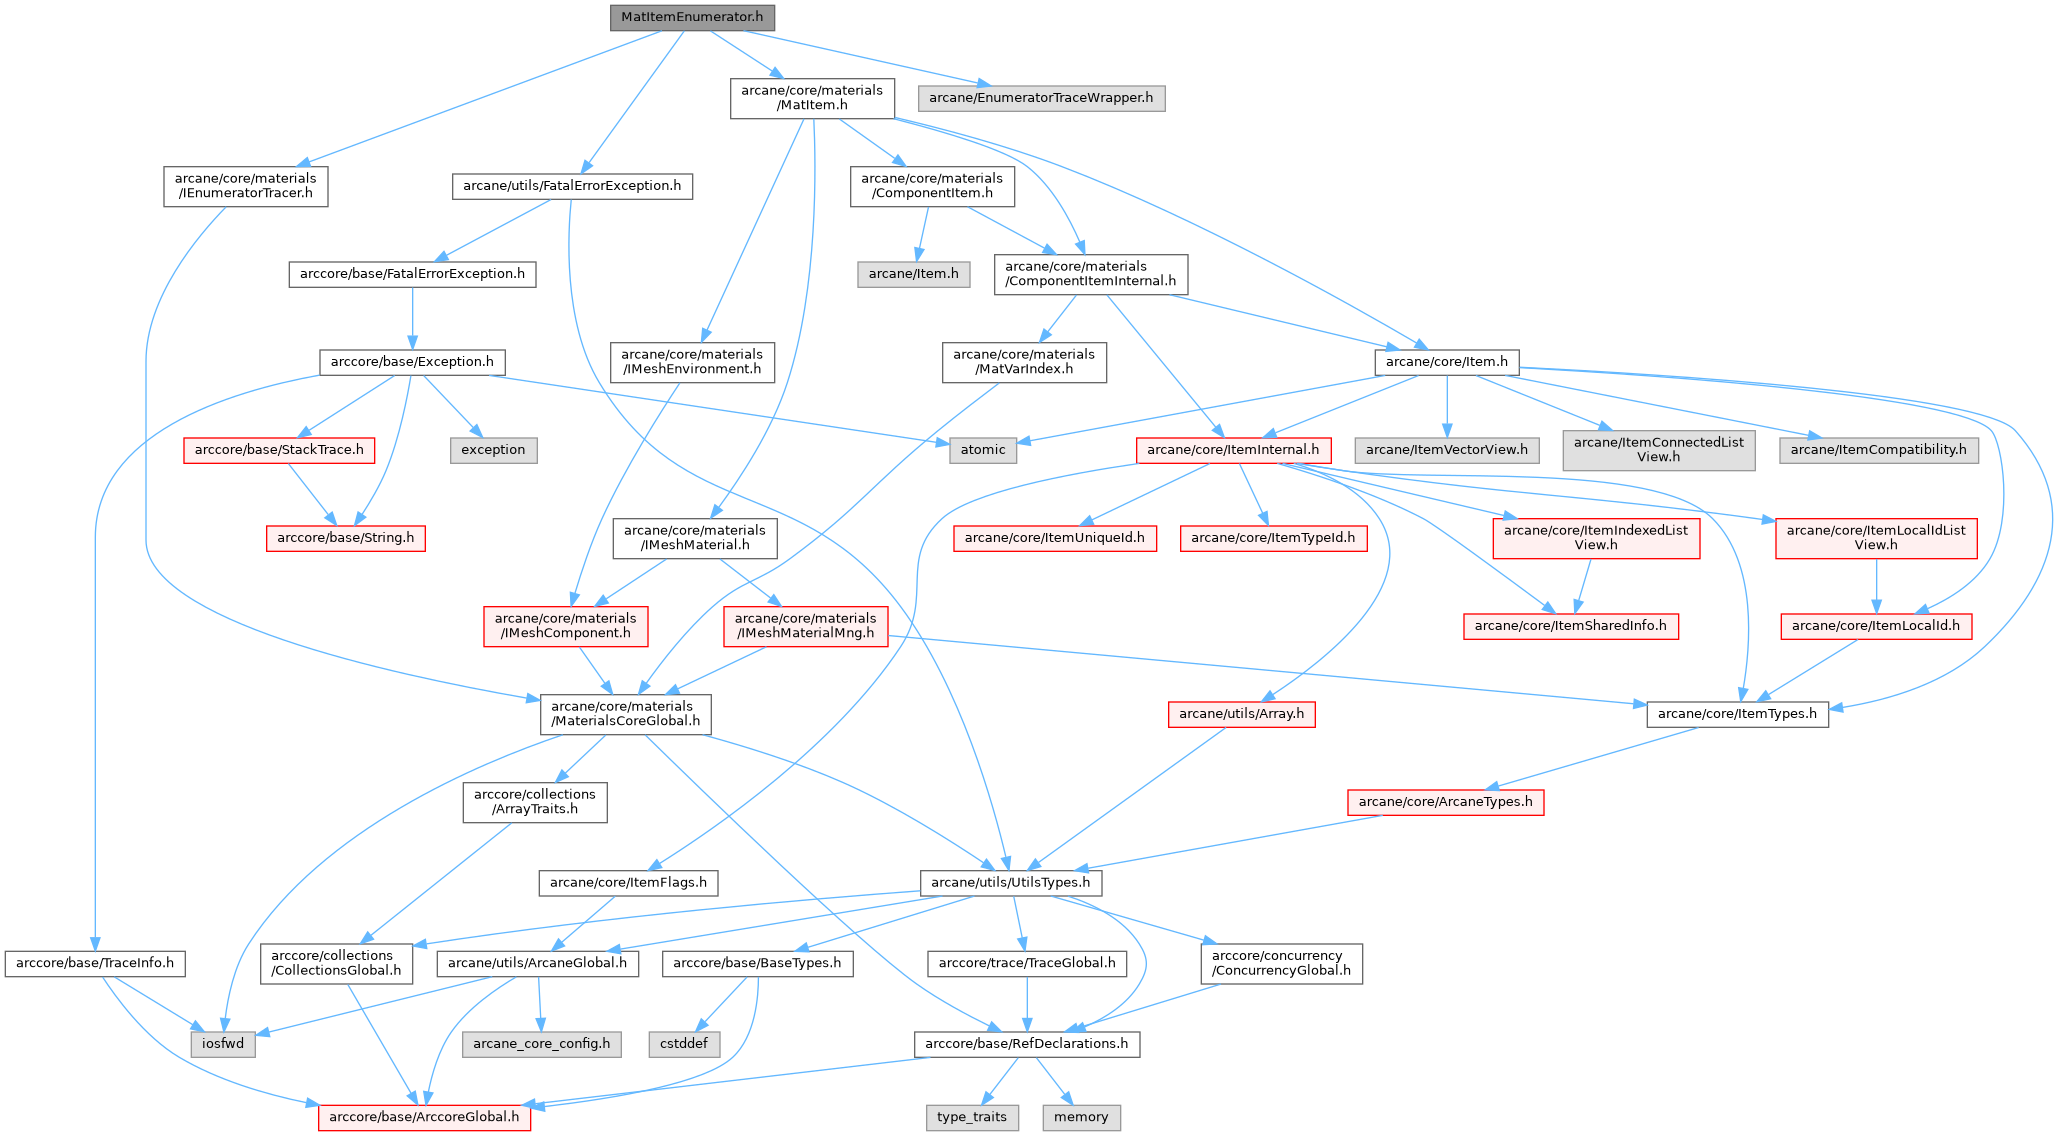 MatItemEnumerator.h
arcane/core/materials
/MatItem.h
arcane/EnumeratorTraceWrapper.h
arcane/core/materials
/IEnumeratorTracer.h
arcane/utils/FatalErrorException.h
arcane/core/materials
/ComponentItem.h
arccore/base/FatalErrorException.h
arcane/Item.h
arcane/core/materials
/ComponentItemInternal.h
arccore/base/Exception.h
arcane/core/materials
/IMeshEnvironment.h
arcane/core/materials
/MatVarIndex.h
arcane/core/Item.h
arccore/base/StackTrace.h
exception
atomic
arcane/core/ItemInternal.h
arcane/ItemVectorView.h
arcane/ItemConnectedList
View.h
arcane/ItemCompatibility.h
arccore/base/String.h
arcane/core/materials
/IMeshMaterial.h
arcane/core/ItemUniqueId.h
arcane/core/ItemTypeId.h
arcane/core/ItemIndexedList
View.h
arcane/core/ItemLocalIdList
View.h
arcane/core/materials
/IMeshComponent.h
arcane/core/materials
/IMeshMaterialMng.h
arcane/core/ItemSharedInfo.h
arcane/core/ItemLocalId.h
arcane/core/materials
/MaterialsCoreGlobal.h
arcane/utils/Array.h
arcane/core/ItemTypes.h
arccore/collections
/ArrayTraits.h
arcane/core/ArcaneTypes.h
arcane/core/ItemFlags.h
arcane/utils/UtilsTypes.h
arccore/base/TraceInfo.h
arccore/collections
/CollectionsGlobal.h
arcane/utils/ArcaneGlobal.h
arccore/base/BaseTypes.h
arccore/trace/TraceGlobal.h
arccore/concurrency
/ConcurrencyGlobal.h
iosfwd
arcane_core_config.h
cstddef
arccore/base/RefDeclarations.h
arccore/base/ArccoreGlobal.h
type_traits
memory